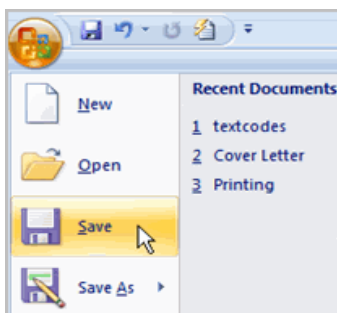 New
Open
Save
Save As
Recent Documents
1 textcodes
2 Cover Letter
3 Printing